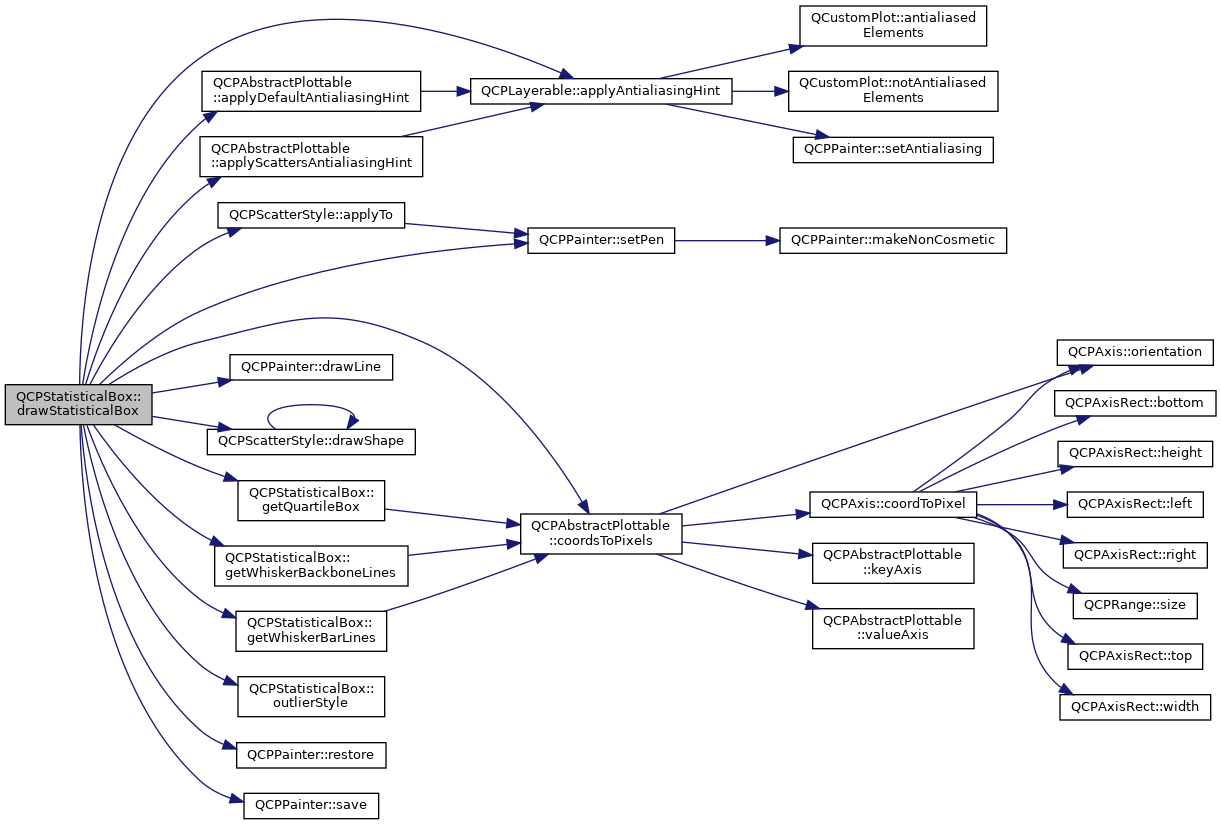 QCPStatisticalBox::
drawStatisticalBox
QCPAbstractPlottable
::applyDefaultAntialiasingHint
QCPAbstractPlottable
::applyScattersAntialiasingHint
QCPScatterStyle::applyTo
QCPPainter::drawLine
QCPScatterStyle::drawShape
QCPStatisticalBox::
getQuartileBox
QCPStatisticalBox::
getWhiskerBackboneLines
QCPStatisticalBox::
getWhiskerBarLines
QCPStatisticalBox::
outlierStyle
QCPPainter::restore
QCPPainter::save
QCPLayerable::applyAntialiasingHint
QCPPainter::setPen
QCPAbstractPlottable
::coordsToPixels
QCustomPlot::antialiased
Elements
QCustomPlot::notAntialiased
Elements
QCPPainter::setAntialiasing
QCPPainter::makeNonCosmetic
QCPAxis::coordToPixel
QCPAbstractPlottable
::keyAxis
QCPAbstractPlottable
::valueAxis
QCPAxis::orientation
QCPAxisRect::bottom
QCPAxisRect::height
QCPAxisRect::left
QCPAxisRect::right
QCPRange::size
QCPAxisRect::top
QCPAxisRect::width